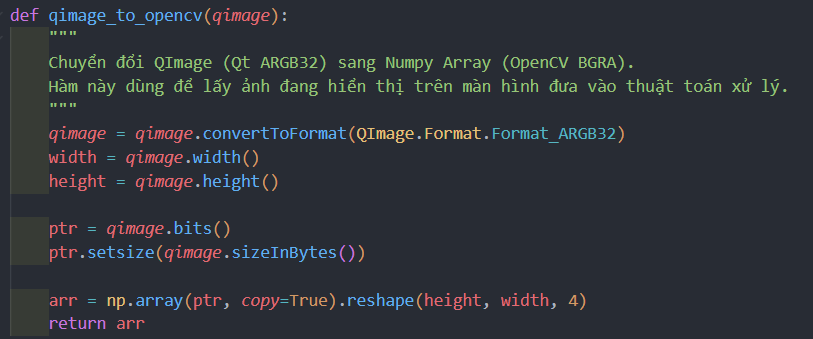 def qimage_to_opencv(qimage):
    """
    Chuyển đổi QImage (Qt ARGB32) sang Numpy Array (OpenCV BGRA).
    Hàm này dùng để lấy ảnh đang hiển thị trên màn hình đưa vào thuật toán xử lý.
    """
    qimage = qimage.convertToFormat(QImage.Format.Format_ARGB32)
    width = qimage.width()
    height = qimage.height()

    ptr = qimage.bits()
    ptr.setsize(qimage.sizeInBytes())

    arr = np.array(ptr, copy=True).reshape(height, width, 4)
    return arr